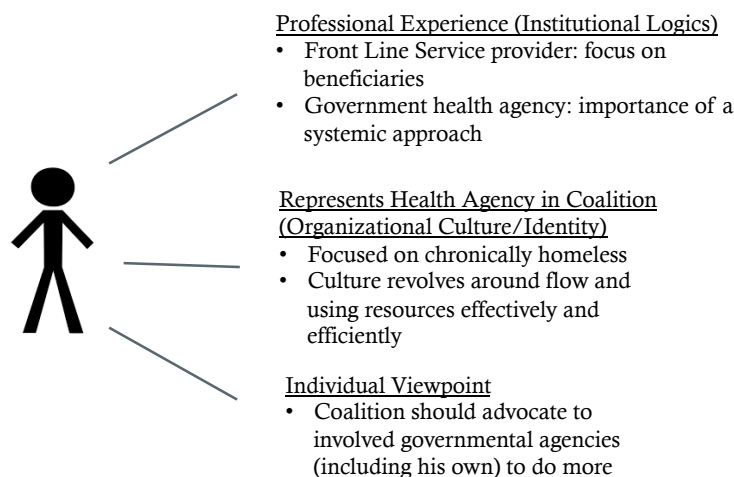 Professional Experience (Institutional Logics)
• Front Line Service provider: focus on
beneficiaries
• Government health agency: importance of a
systemic approach
Represents Health Agency in Coalition
(Organizational Culture/Identity)
• Focused on chronically homeless
• Culture revolves around flow and
using resources effectively and
efficiently
Individual Viewpoint
• Coalition should advocate to
involved governmental agencies
(including his own) to do more